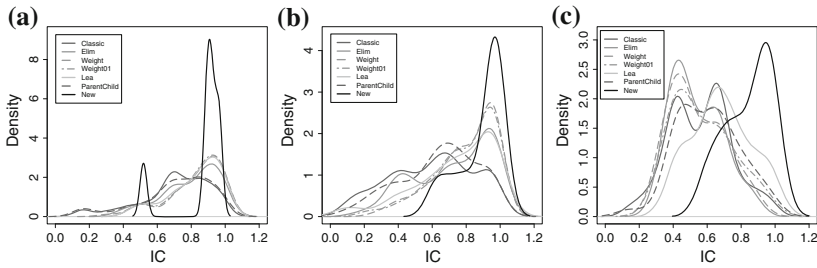 (a)
Density
0 2 4 6 8
Classic
Elim
Weight
Weight01
Lea
ParentChild
New
0.0 0.2 0.4 0.6 0.8 1.0 1.2
IC
(b)
Density
0 1 2 3 4
Classic
Elim
Weight
Weight01
Lea
ParentChild
New
0.0 0.2 0.4 0.6 0.8 1.0 1.2
IC
(c)
Density
0.0 0.5 1.0 1.5 2.0 2.5 3.0
Classic
Elim
Weight
Weight01
Lea
ParentChild
New
0.0 0.2 0.4 0.6 0.8 1.0 1.2
IC